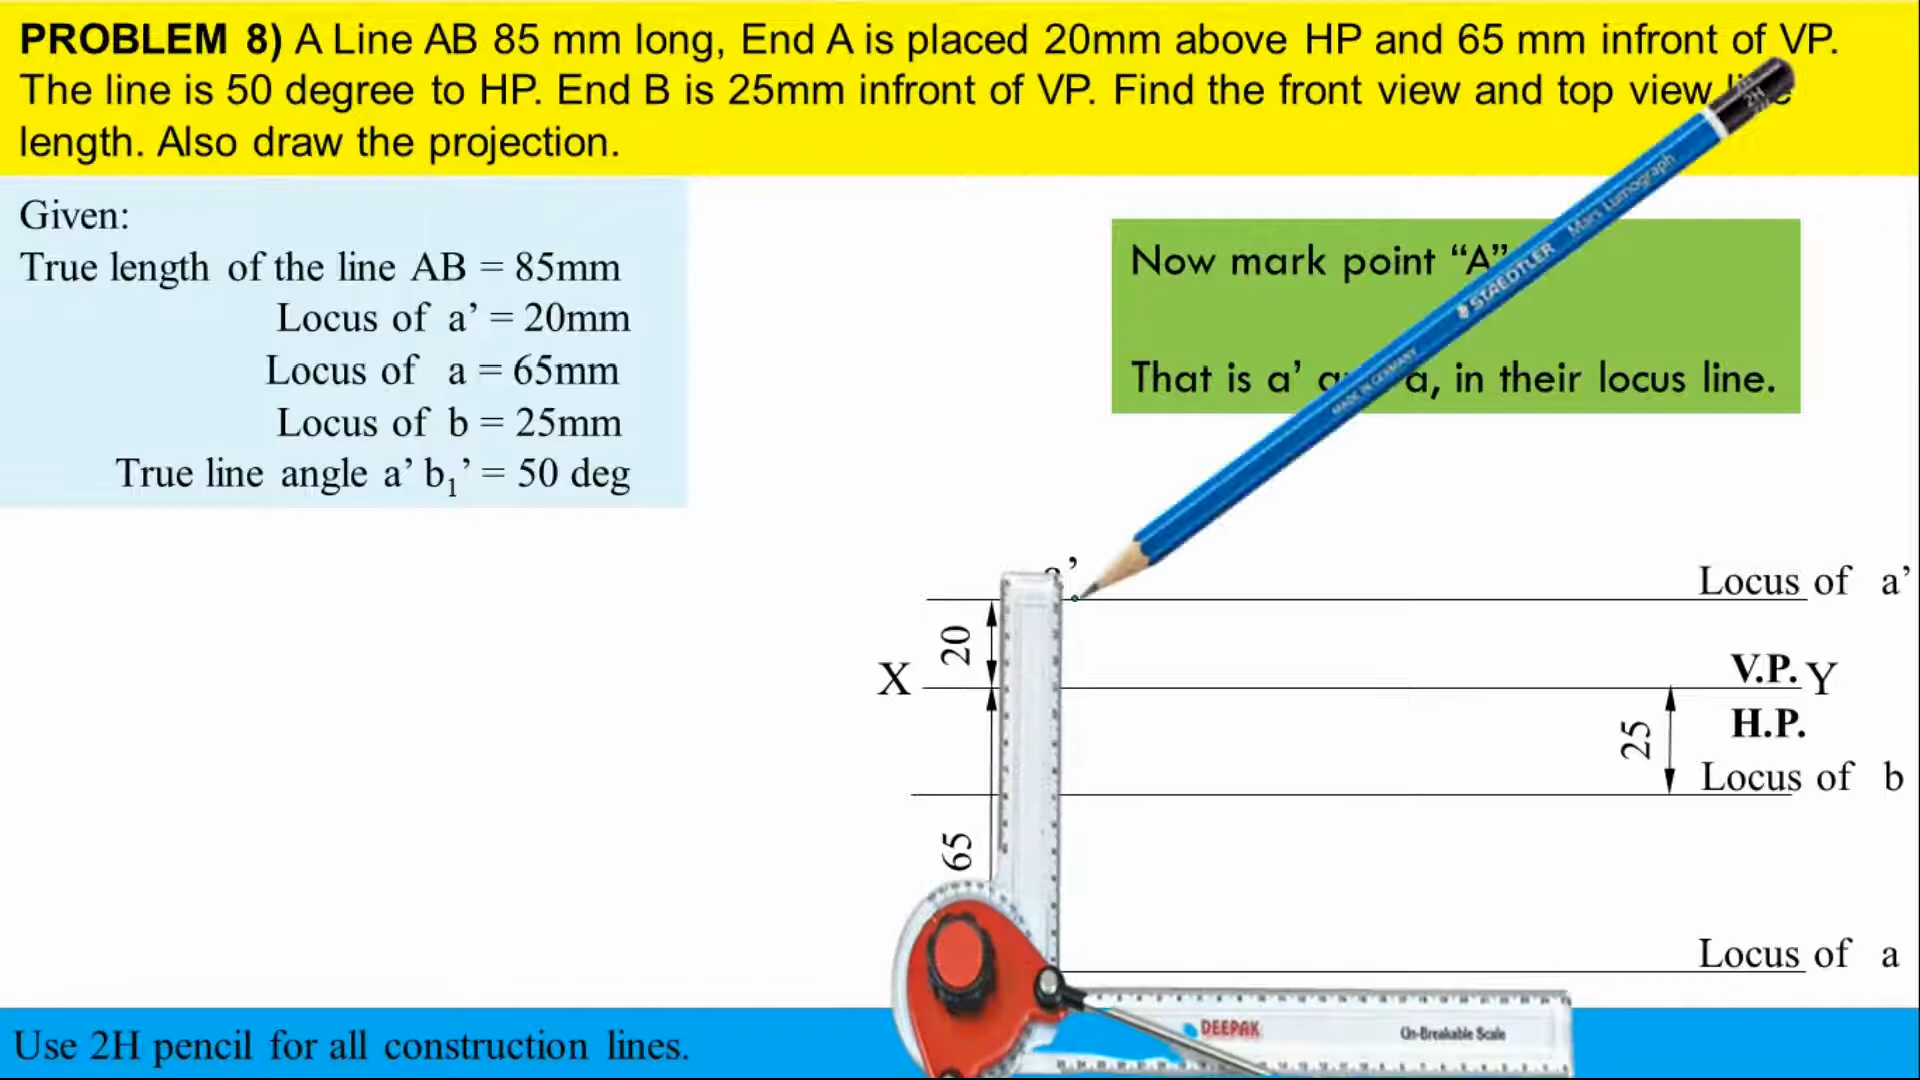 PROBLEM 8) A Line AB 85 mm long, End A is placed 20mm above HP and 65 mm infront of VP.
The line is 50 degree to HP. End B is 25mm infront of VP. Find the front view and top view
length. Also draw the projection.
Given:
True length of the line AB = 85mm
Locus of a’ = 20mm
Locus of a = 65mm
Locus of b = 25mm
True line angle a’ b₁’ = 50 deg
Now mark point “A”
That is a’ a, in their locus line.
2H
Mars Lumograph
STAEDTLER
MADE IN GERMANY
Locus of a’
20
X
V.P. Y
H.P.
25
Locus of b
65
Locus of a
DEEPAK
Un-Breakable Scale
Use 2H pencil for all construction lines.